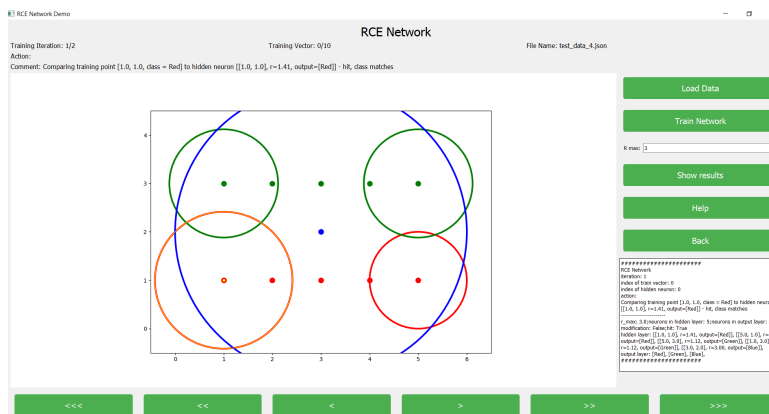 RCE Network Demo
RCE Network
Training Iteration: 1/2
Training Vector: 0/10
File Name: test_data_4.json
Action:
Comment: Comparing training point [1.0, 1.0, class = Red] to hidden neuron [[1.0, 1.0], r=1.41, output=[Red]] - hit, class matches
Load Data
Train Network
R max: 3
Show results
Help
Back
4
3
2
1
0
0 1 2 3 4 5 6
######################
RCE Network
iteration: 1
index of train vector: 0
index of hidden neuron: 0
action:
Comparing training point [1.0, 1.0, class = Red] to hidden neuron
[[1.0, 1.0], r=1.41, output=[Red]] - hit, class matches
--------------------
r_max: 3.0;neurons in hidden layer: 5;neurons in output layer:
modification: False;hit: True
hidden layer: [[1.0, 1.0], r=1.41, output=[Red]], [[5.0, 1.0], r=
output=[Red]], [[5.0, 3.0], r=1.12, output=[Green]], [[1.0, 3.0]
r=1.12, output=[Green]], [[3.0, 2.0], r=3.00, output=[Blue]],
output layer: [Red], [Green], [Blue],
######################
<<<
<<
<
>
>>
>>>